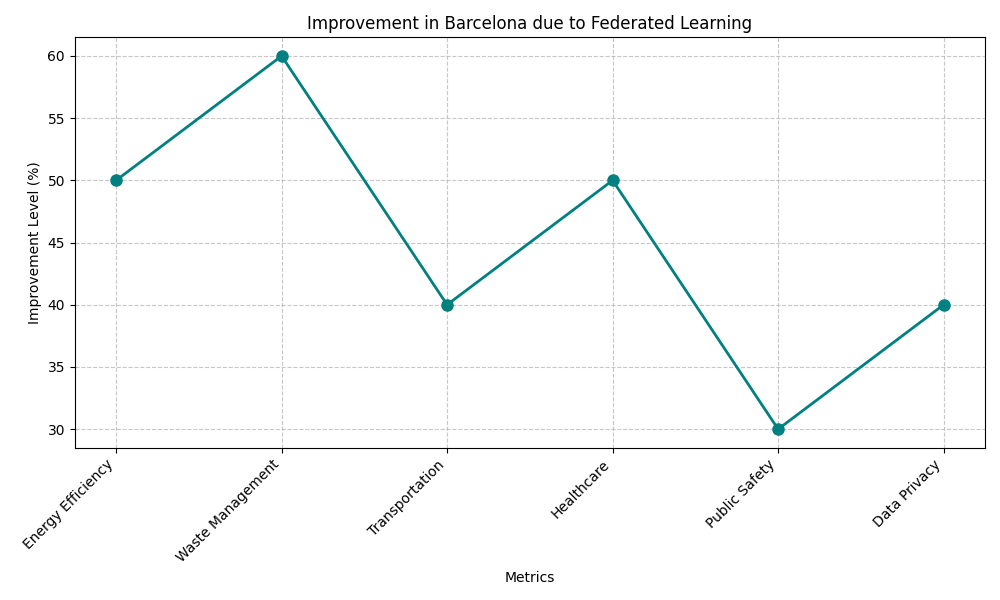 Improvement in Barcelona due to Federated Learning
Improvement Level (%)
60
55
50
45
40
35
30
Energy Efficiency
Waste Management
Transportation
Healthcare
Public Safety
Data Privacy
Metrics